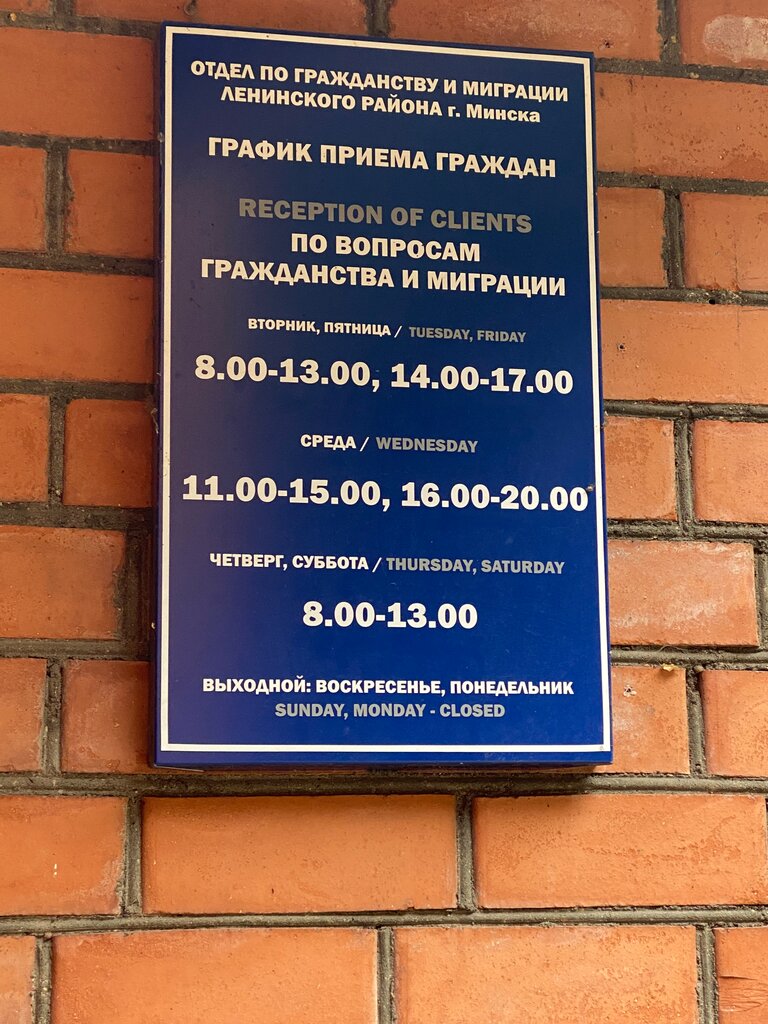 ОТДЕЛ ПО ГРАЖДАНСТВУ И МИГРАЦИИ
ЛЕНИНСКОГО РАЙОНА г. Минска
ГРАФИК ПРИЕМА ГРАЖДАН
RECEPTION OF CLIENTS
ПО ВОПРОСАМ
ГРАЖДАНСТВА И МИГРАЦИИ
ВТОРНИК, ПЯТНИЦА / TUESDAY, FRIDAY
8.00-13.00, 14.00-17.00
СРЕДА / WEDNESDAY
11.00-15.00, 16.00-20.00
ЧЕТВЕРГ, СУББОТА / THURSDAY, SATURDAY
8.00-13.00
ВЫХОДНОЙ: ВОСКРЕСЕНЬЕ, ПОНЕДЕЛЬНИК
SUNDAY, MONDAY - CLOSED